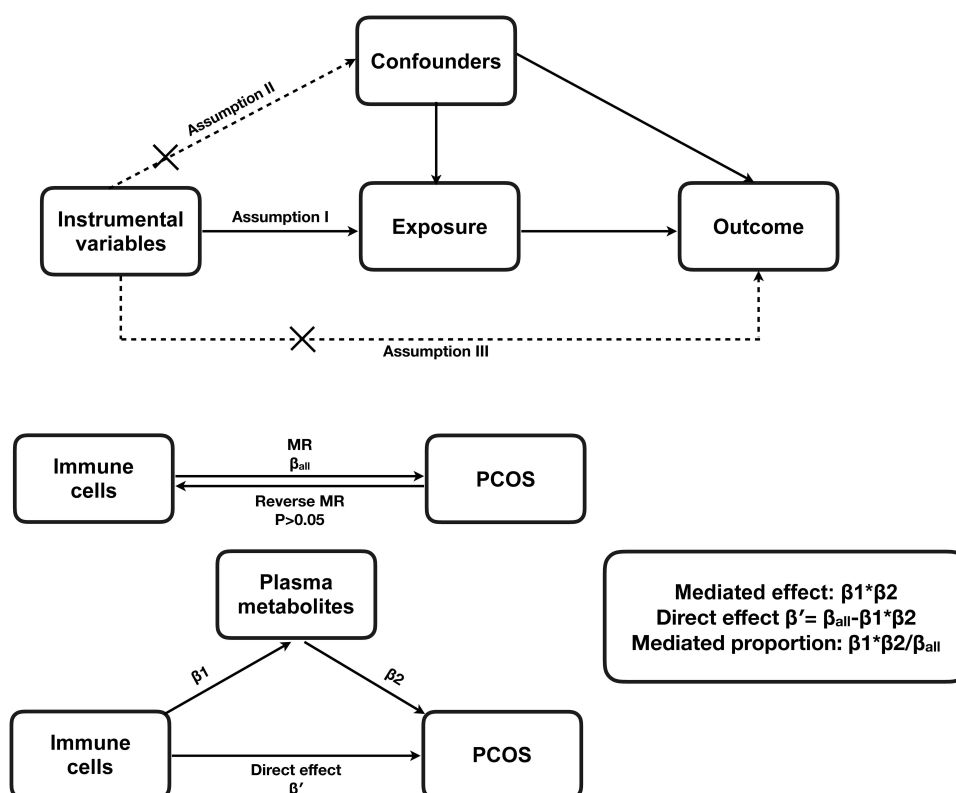 Confounders
Assumption II
Instrumental
variables
Assumption I
Exposure
Outcome
Assumption III
Immune
cells
MR
βall
Reverse MR
P>0.05
PCOS
Plasma
metabolites
β1
β2
Immune
cells
Direct effect
β′
PCOS
Mediated effect: β1*β2
Direct effect β′= βall-β1*β2
Mediated proportion: β1*β2/βall